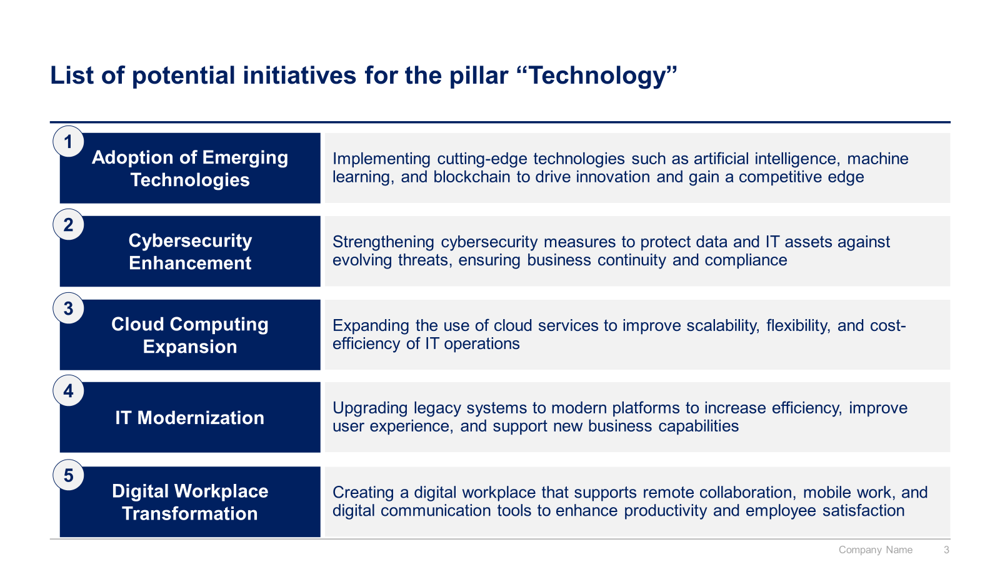 List of potential initiatives for the pillar “Technology”
1
Adoption of Emerging
Technologies
Implementing cutting-edge technologies such as artificial intelligence, machine
learning, and blockchain to drive innovation and gain a competitive edge
2
Cybersecurity
Enhancement
Strengthening cybersecurity measures to protect data and IT assets against
evolving threats, ensuring business continuity and compliance
3
Cloud Computing
Expansion
Expanding the use of cloud services to improve scalability, flexibility, and cost-
efficiency of IT operations
4
IT Modernization
Upgrading legacy systems to modern platforms to increase efficiency, improve
user experience, and support new business capabilities
5
Digital Workplace
Transformation
Creating a digital workplace that supports remote collaboration, mobile work, and
digital communication tools to enhance productivity and employee satisfaction
Company Name 3